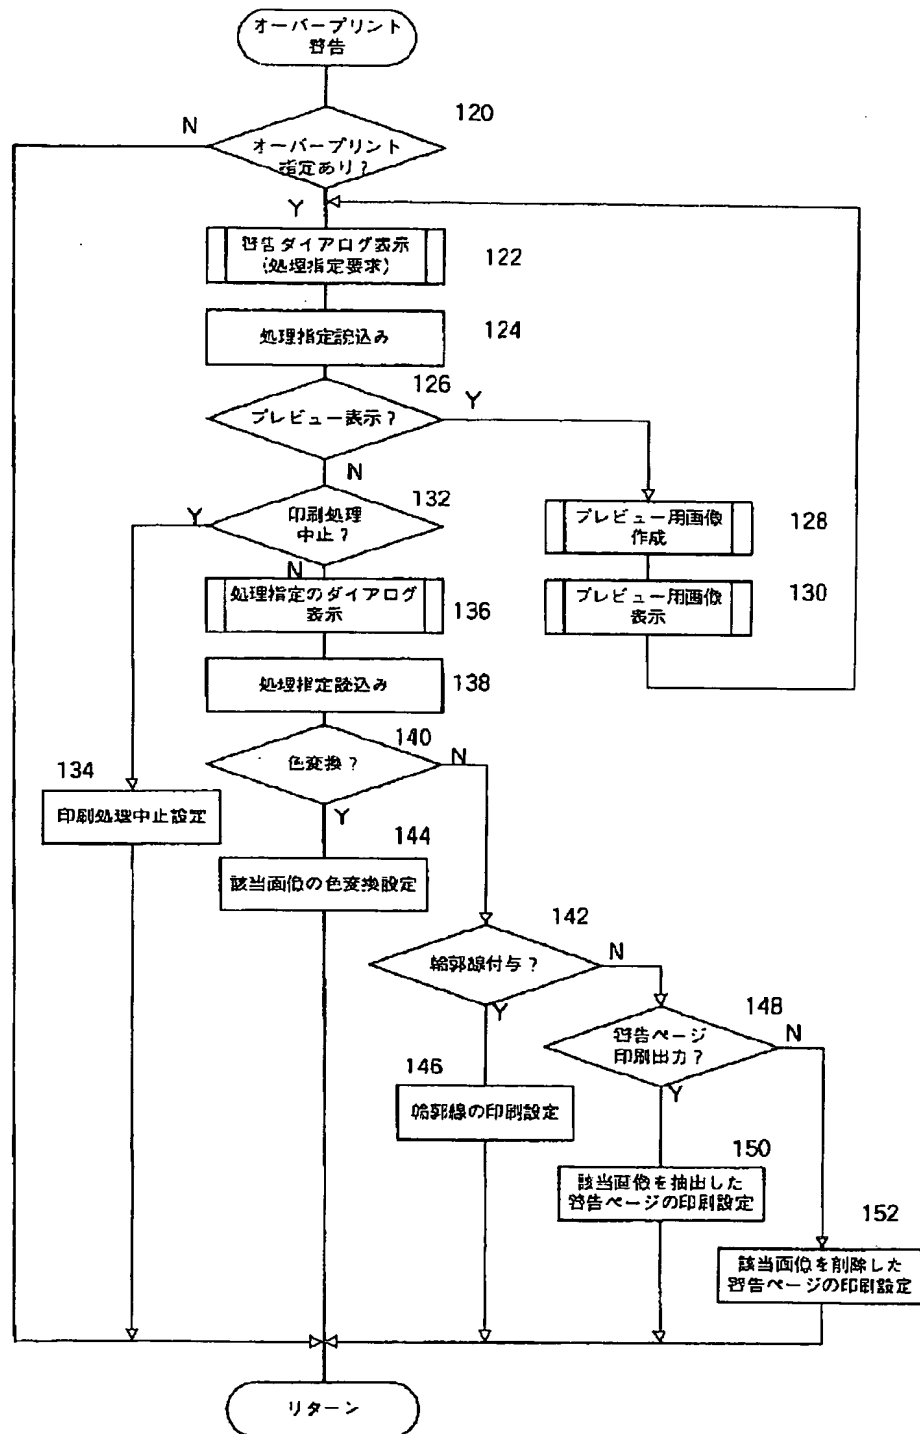 オーバープリント
警告
120
N
オーバープリント
指定あり?
Y
警告ダイアログ表示
(処理指定要求)
122
処理指定読込み
124
126
プレビュー表示?
Y
N
132
Y
印刷処理
中止?
プレビュー用画像
作成
128
N
処理指定のダイアログ
表示
136
プレビュー用画像
表示
130
処理指定読込み
138
140
色変換?
N
134
Y
印刷処理中止設定
144
該当画像の色変換設定
142
輪郭線付与?
N
Y
148
警告ページ
印刷出力?
N
146
Y
輪郭線の印刷設定
150
該当画像を抽出した
警告ページの印刷設定
152
該当画像を削除した
警告ページの印刷設定
リターン